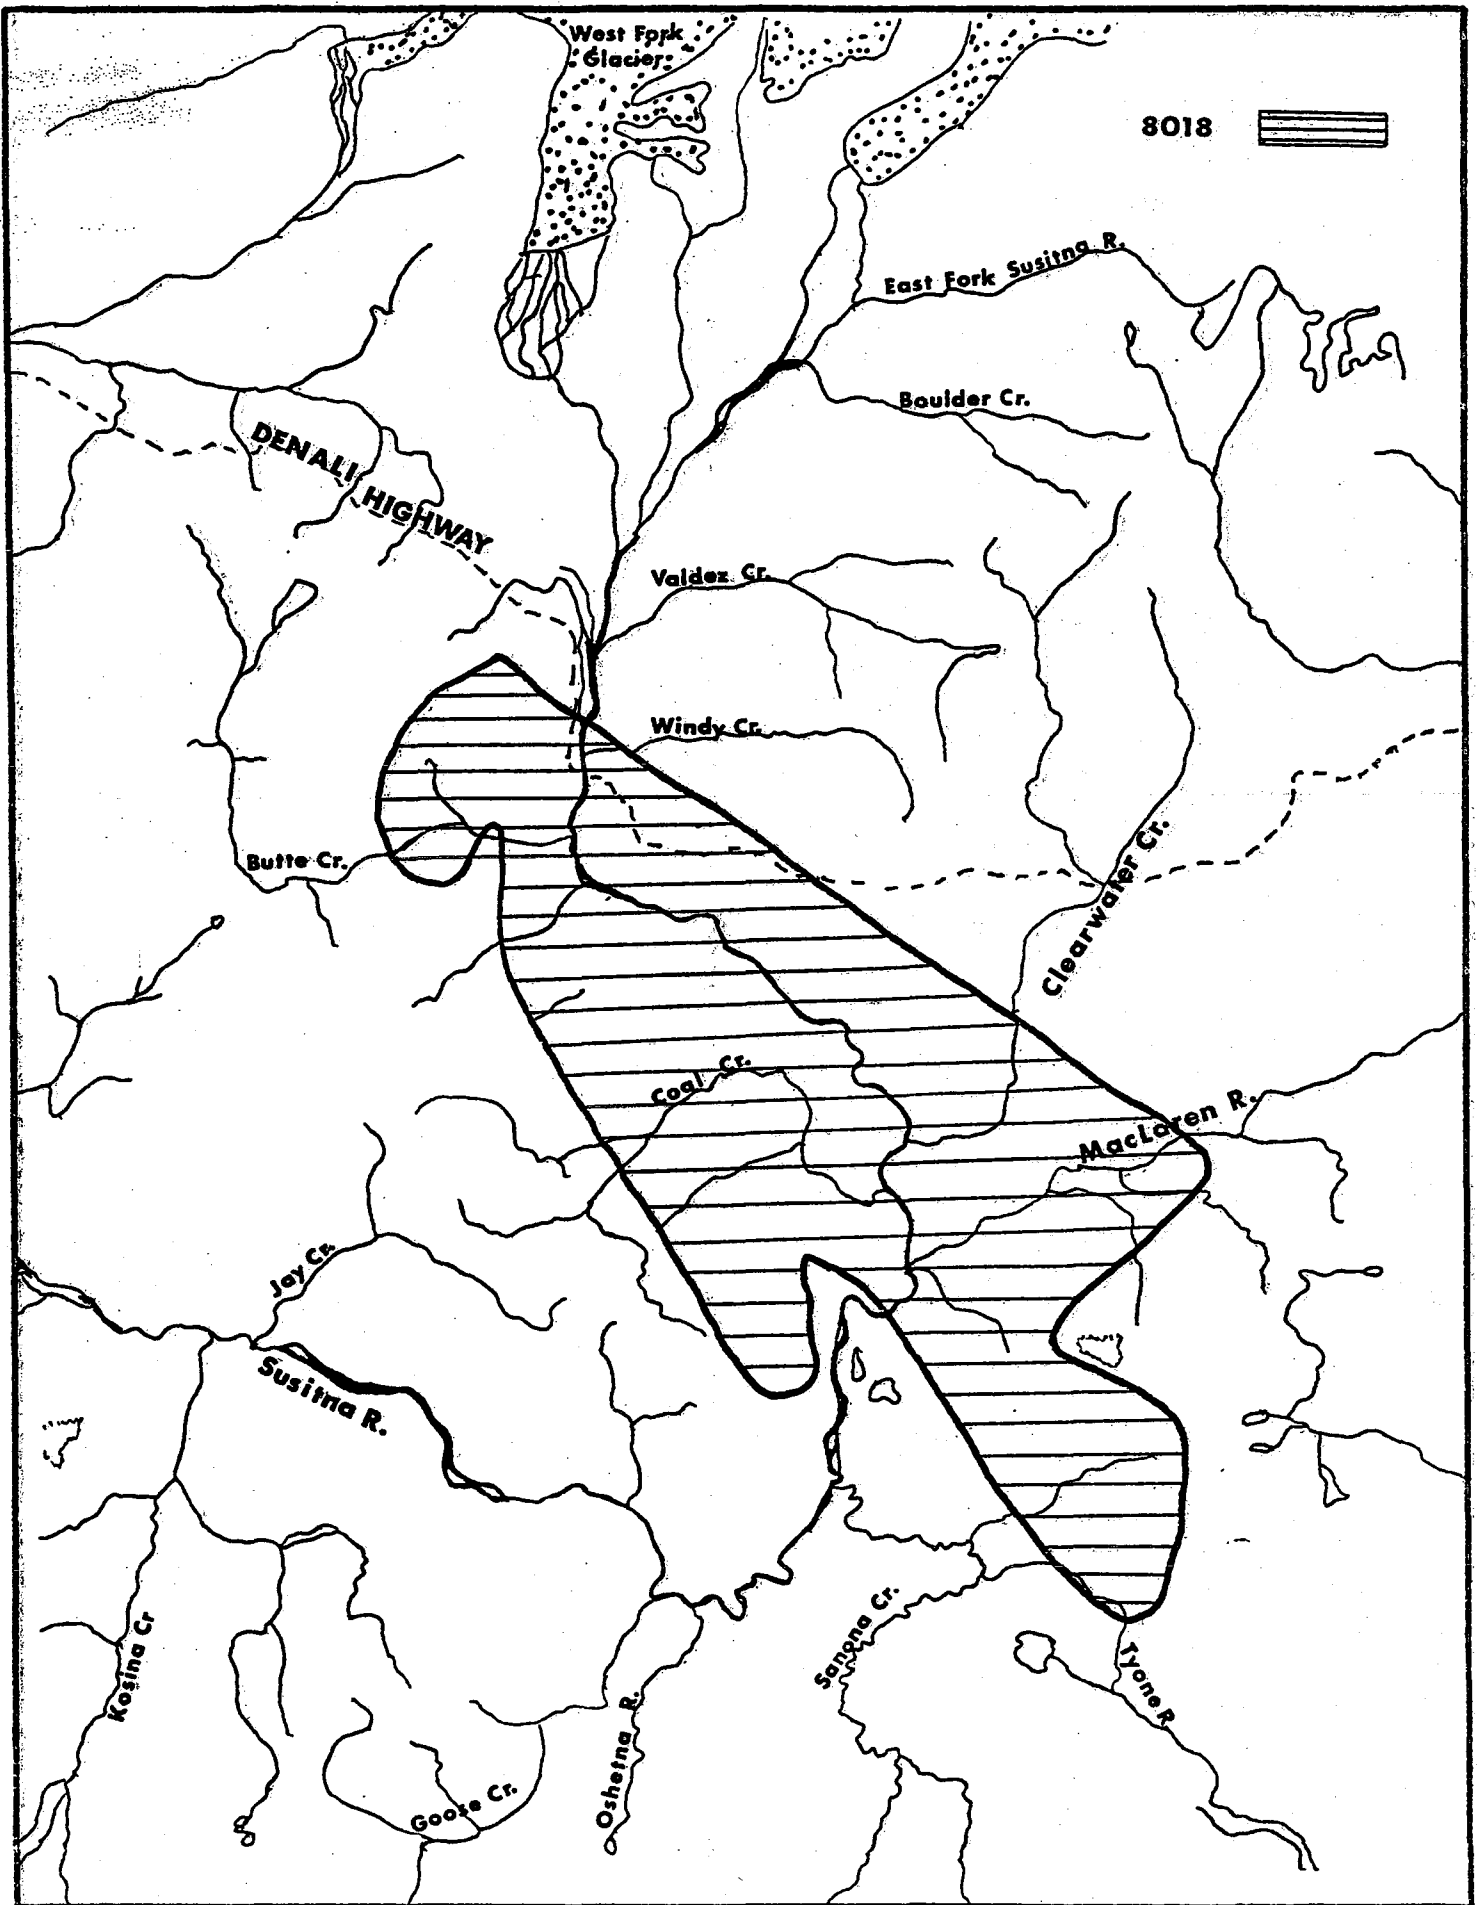 West Fork
Glacier
8018
East Fork Susitna R.
Boulder Cr.
DENALI HIGHWAY
Valdez Cr.
Windy Cr.
Butte Cr.
Clearwater Cr.
Coal Cr.
MacLaren R.
Jay Cr.
Susitna R.
Kosina Cr
Sanona Cr.
Tyone R
Oshetna R.
Goose Cr.